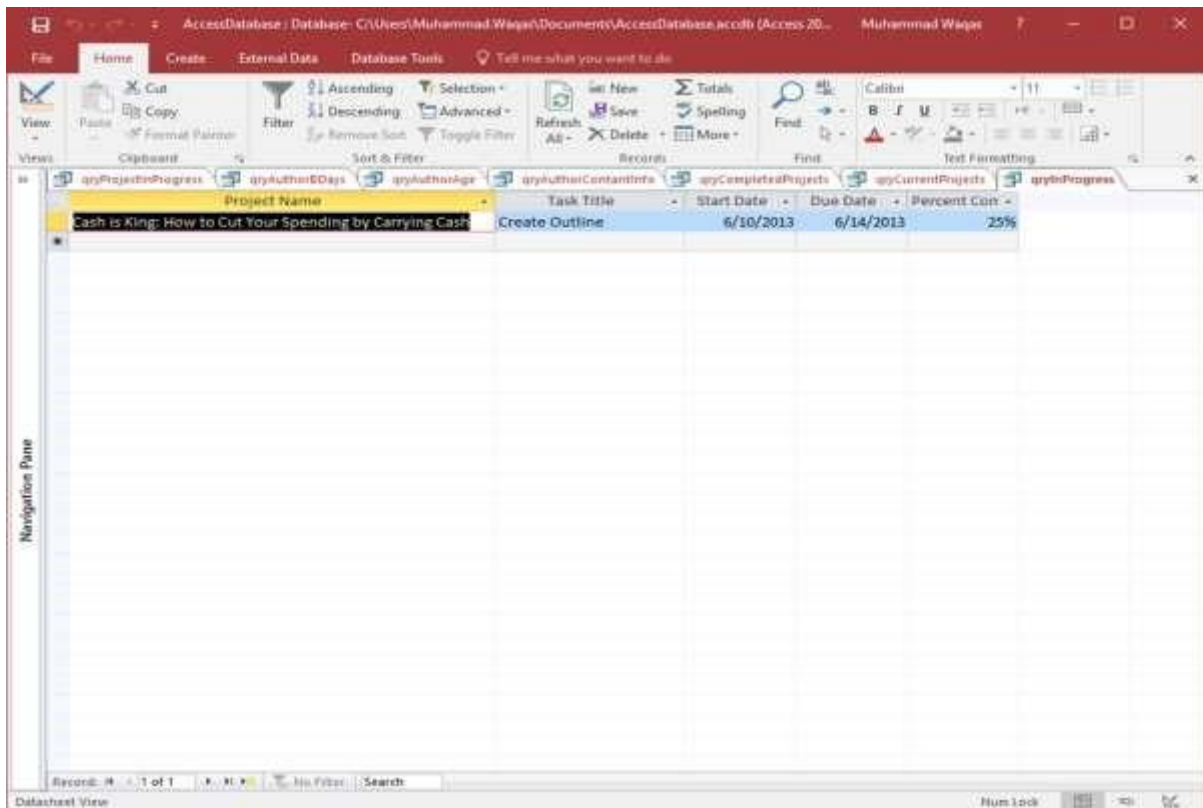 AccessDatabase : Database- C:\Users\Muhammad.Waqas\Documents\AccessDatabase.accdb (Access 20... Muhammad Waqas ?
File Home Create External Data Database Tools Tell me what you want to do
View Paste Cut Copy Format Painter Filter Ascending Descending Remove Sort Selection Advanced Toggle Filter Refresh All New Save Delete Totals Spelling More Find Calibri 11 B I U A
Views Clipboard Sort & Filter Records Find Text Formatting
qryProjectInProgress qryAuthorBDays qryAuthorAge qryAuthorContantInfo qryCompletedProjects qryCurrentProjects qryInProgress
Project Name Task Title Start Date Due Date Percent Con
Cash is King: How to Cut Your Spending by Carrying Cash Create Outline 6/10/2013 6/14/2013 25%
Navigation Pane
Record: 1 of 1 No Filter Search
Datasheet View Num Lock